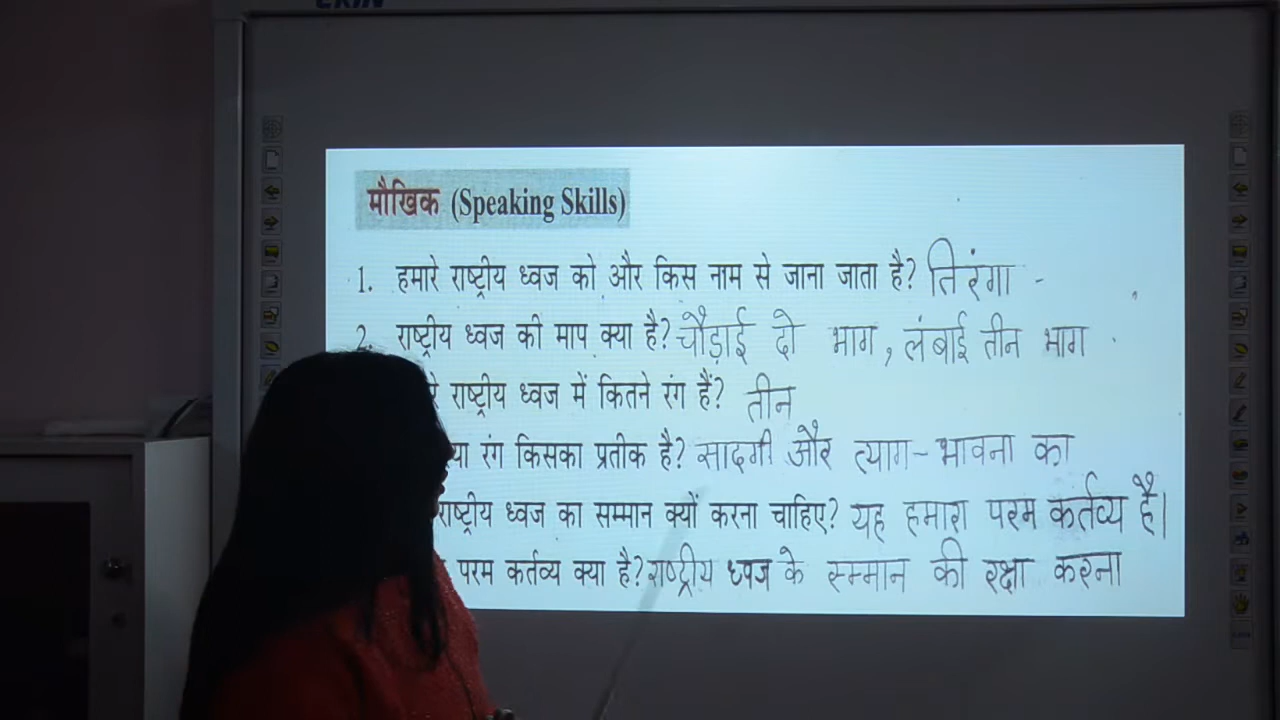 मौखिक (Speaking Skills)
1. हमारे राष्ट्रीय ध्वज को और किस नाम से जाना जाता है? तिरंगा -
2. राष्ट्रीय ध्वज की माप क्या है? चौड़ाई दो भाग, लंबाई तीन भाग
राष्ट्रीय ध्वज में कितने रंग हैं? तीन
रंग किसका प्रतीक है? सादगी और त्याग-भावना का
राष्ट्रीय ध्वज का सम्मान क्यों करना चाहिए? यह हमारा परम कर्तव्य है।
परम कर्तव्य क्या है? राष्ट्रीय ध्वज के सम्मान की रक्षा करना